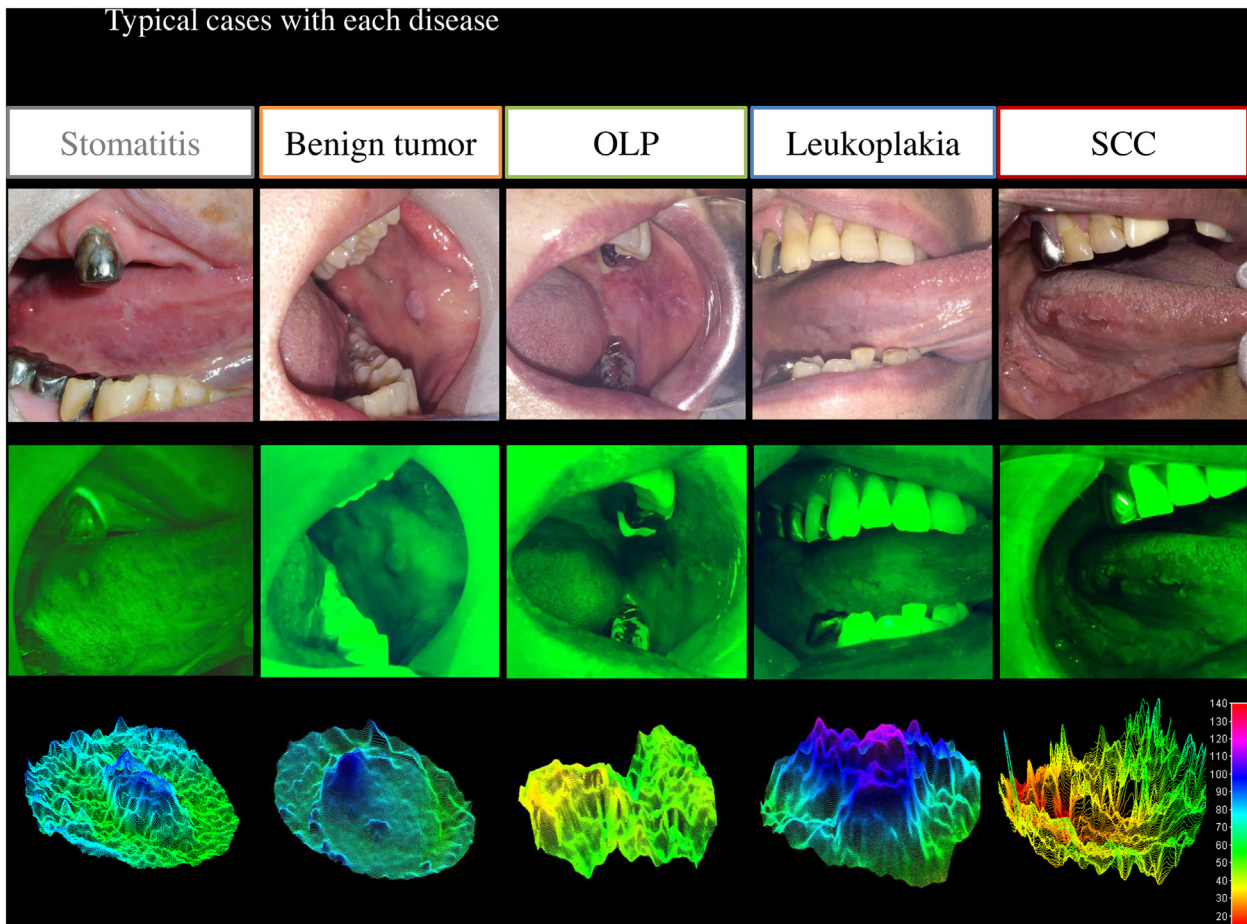 Typical cases with each disease
Stomatitis
Benign tumor
OLP
Leukoplakia
SCC
140
130
120
110
100
90
80
70
60
50
40
30
20